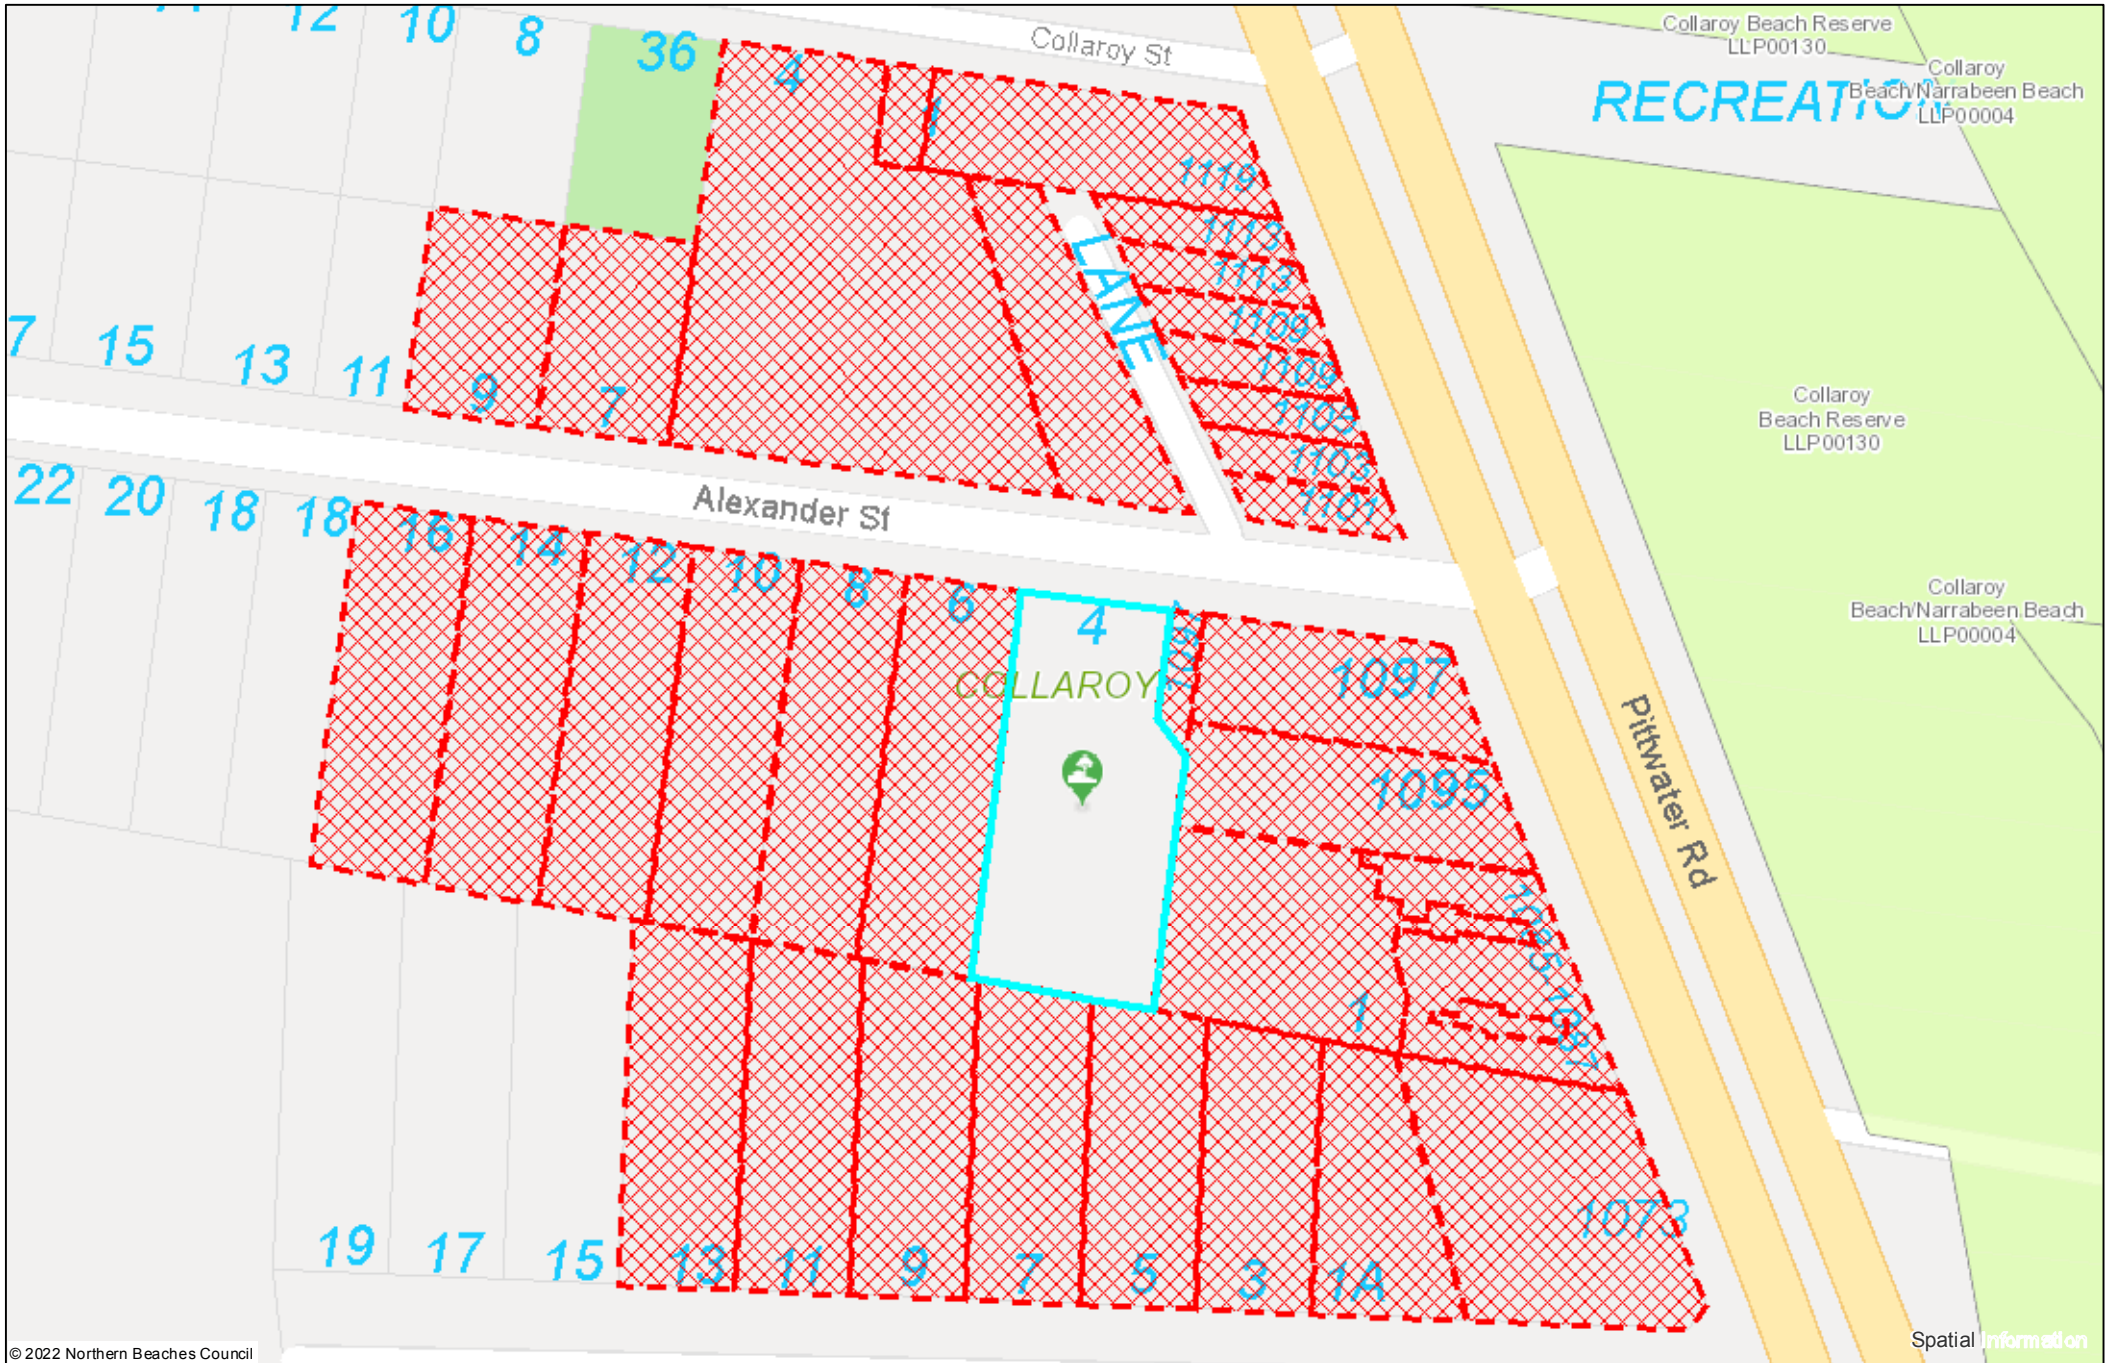 12
10
8
36
4
1
Collaroy St
Collaroy Beach Reserve
LLP00130
RECREATION
Collaroy
Beach/Narrabeen Beach
LLP00004
1119
1113
1113
1109
1109
1105
1103
1101
LANE
7
15
13
11
9
7
Collaroy
Beach Reserve
LLP00130
22
20
18
18
16
14
12
10
8
6
4
Alexander St
1097
1097
COLLAROY
1095
Collaroy
Beach/Narrabeen Beach
LLP00004
Pittwater Rd
1085-1087
1
1073
19
17
15
13
11
9
7
5
3
1A
© 2022 Northern Beaches Council
Spatial Information